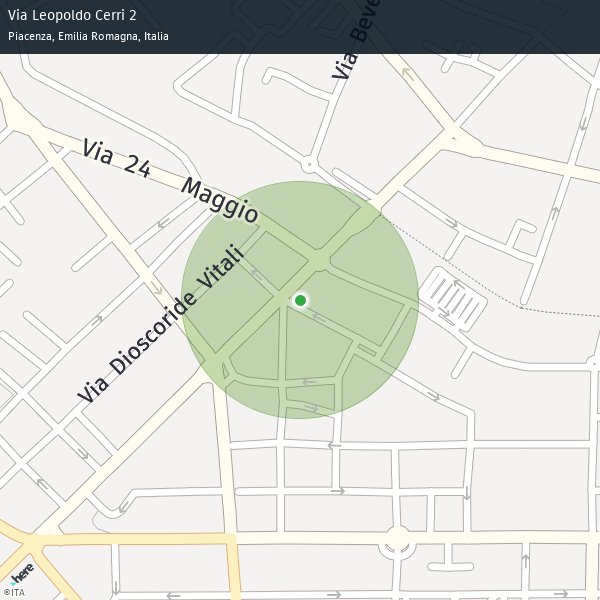 Via Leopoldo Cerri 2
Piacenza, Emilia Romagna, Italia
Via Beve
Via 24 Maggio
Via Dioscoride Vitali
here
©ITA